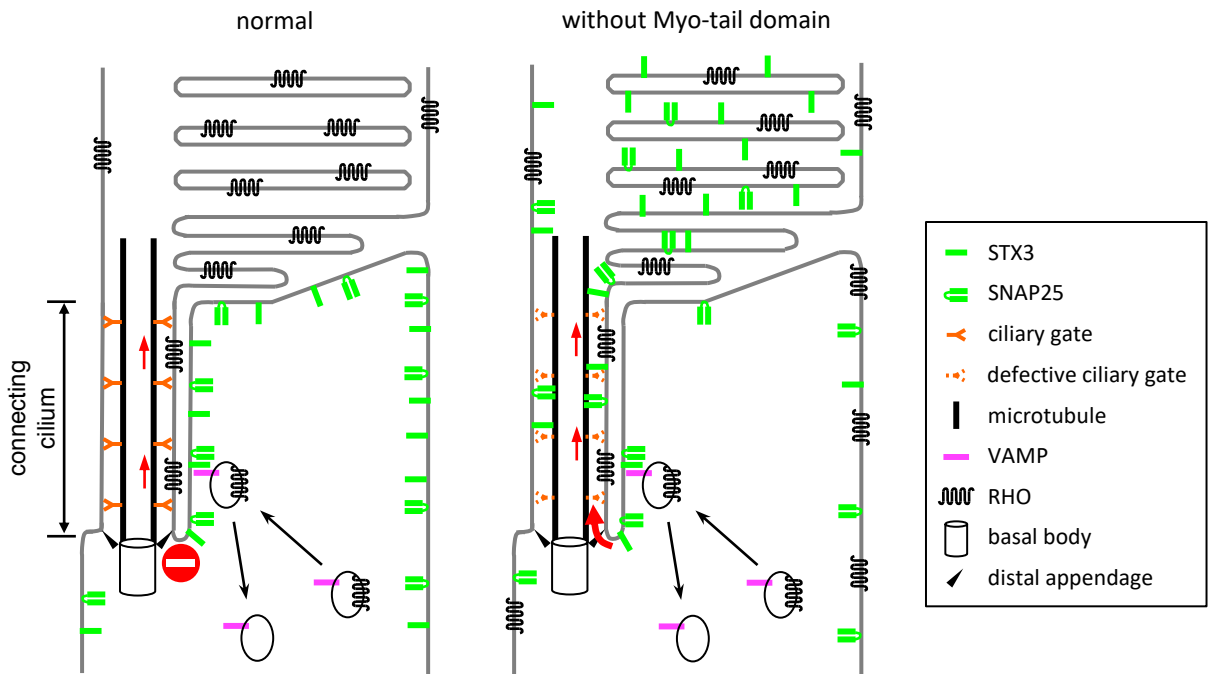 normal
without Myo-tail domain
connecting
cilium
STX3
SNAP25
ciliary gate
defective ciliary gate
microtubule
VAMP
RHO
basal body
distal appendage